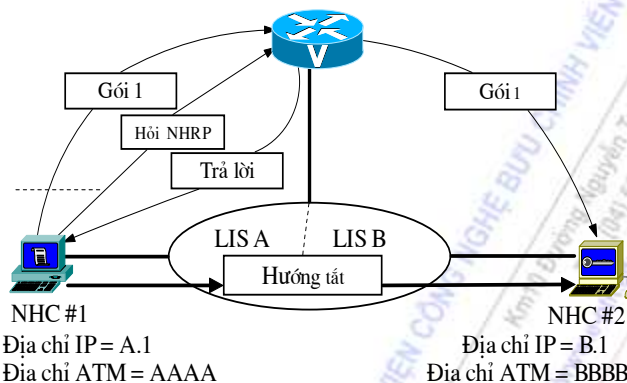 V
Gói 1
Gói 1
Hỏi NHRP
Trả lời
LIS A
LIS B
Hướng tắt
NHC #1
NHC #2
Địa chỉ IP = A.1
Địa chỉ IP = B.1
Địa chỉ ATM = AAAA
Địa chỉ ATM = BBBB